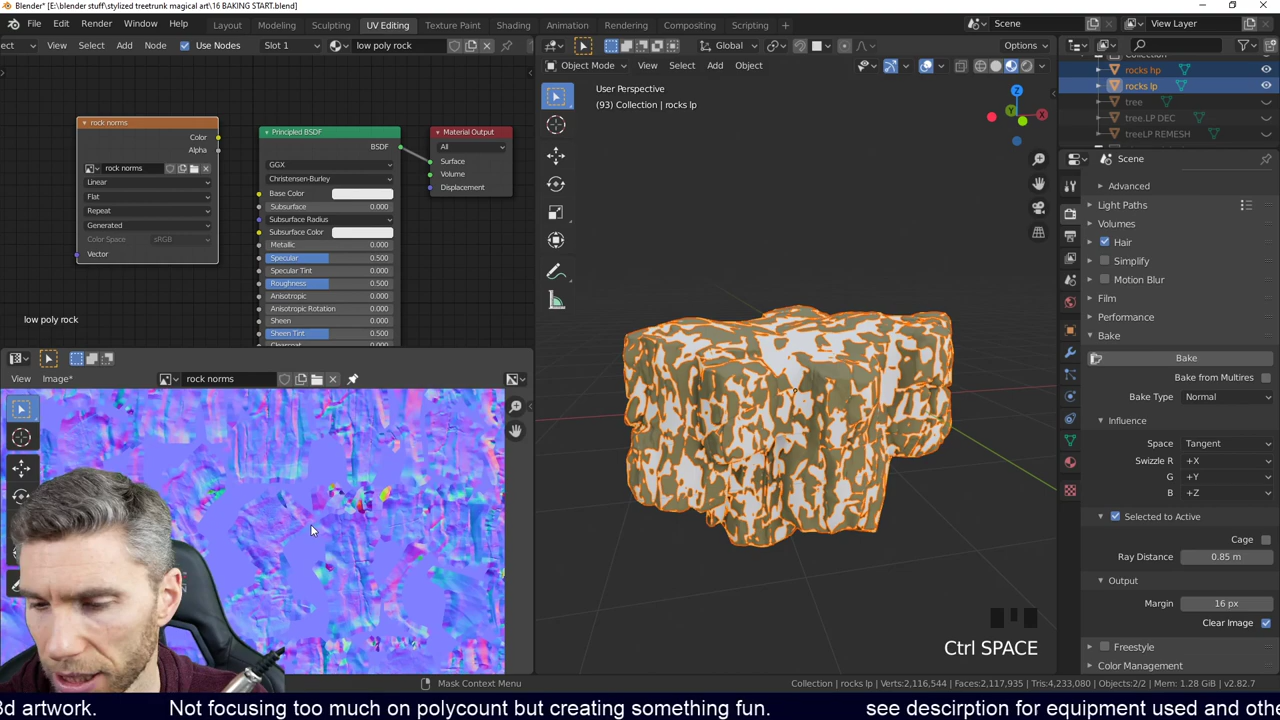 Blender* [E:\blender stuff\stylized treetrunk magical art\16 BAKING START.blend]
File Edit Render Window Help Layout Modeling Sculpting UV Editing Texture Paint Shading Animation Rendering Compositing Scripting Scene View Layer
ect View Select Add Node Use Nodes Slot 1 low poly rock Global Options
Object Mode View Select Add Object
User Perspective
(93) Collection | rocks lp
Collection
rocks hp
rocks lp
tree
tree.LP DEC
treeLP REMESH
rock norms
Color
Alpha
rock norms
Linear
Flat
Repeat
Generated
Color Space sRGB
Vector
Principled BSDF
BSDF
GGX
Christensen-Burley
Base Color
Subsurface 0.000
Subsurface Radius
Subsurface Color
Metallic 0.000
Specular 0.500
Specular Tint 0.000
Roughness 0.500
Anisotropic 0.000
Anisotropic Rotation 0.000
Sheen 0.000
Sheen Tint 0.500
Clearcoat
Material Output
All
Surface
Volume
Displacement
low poly rock
View Image* rock norms
X
Y
Z
Scene
Advanced
Light Paths
Volumes
Hair
Simplify
Motion Blur
Film
Performance
Bake
Bake
Bake from Multires
Bake Type Normal
Influence
Space Tangent
Swizzle R +X
G +Y
B +Z
Selected to Active
Cage
Ray Distance 0.85 m
Output
Margin 16 px
Clear Image
Freestyle
Color Management
Ctrl SPACE
Mask Context Menu
Collection | rocks lp | Verts:2,116,544 | Faces:2,117,935 | Tris:4,233,080 | Objects:2/2 | Mem: 1.28 GiB | v2.82.7
3d artwork. Not focusing too much on polycount but creating something fun. see descirption for equipment used and othe